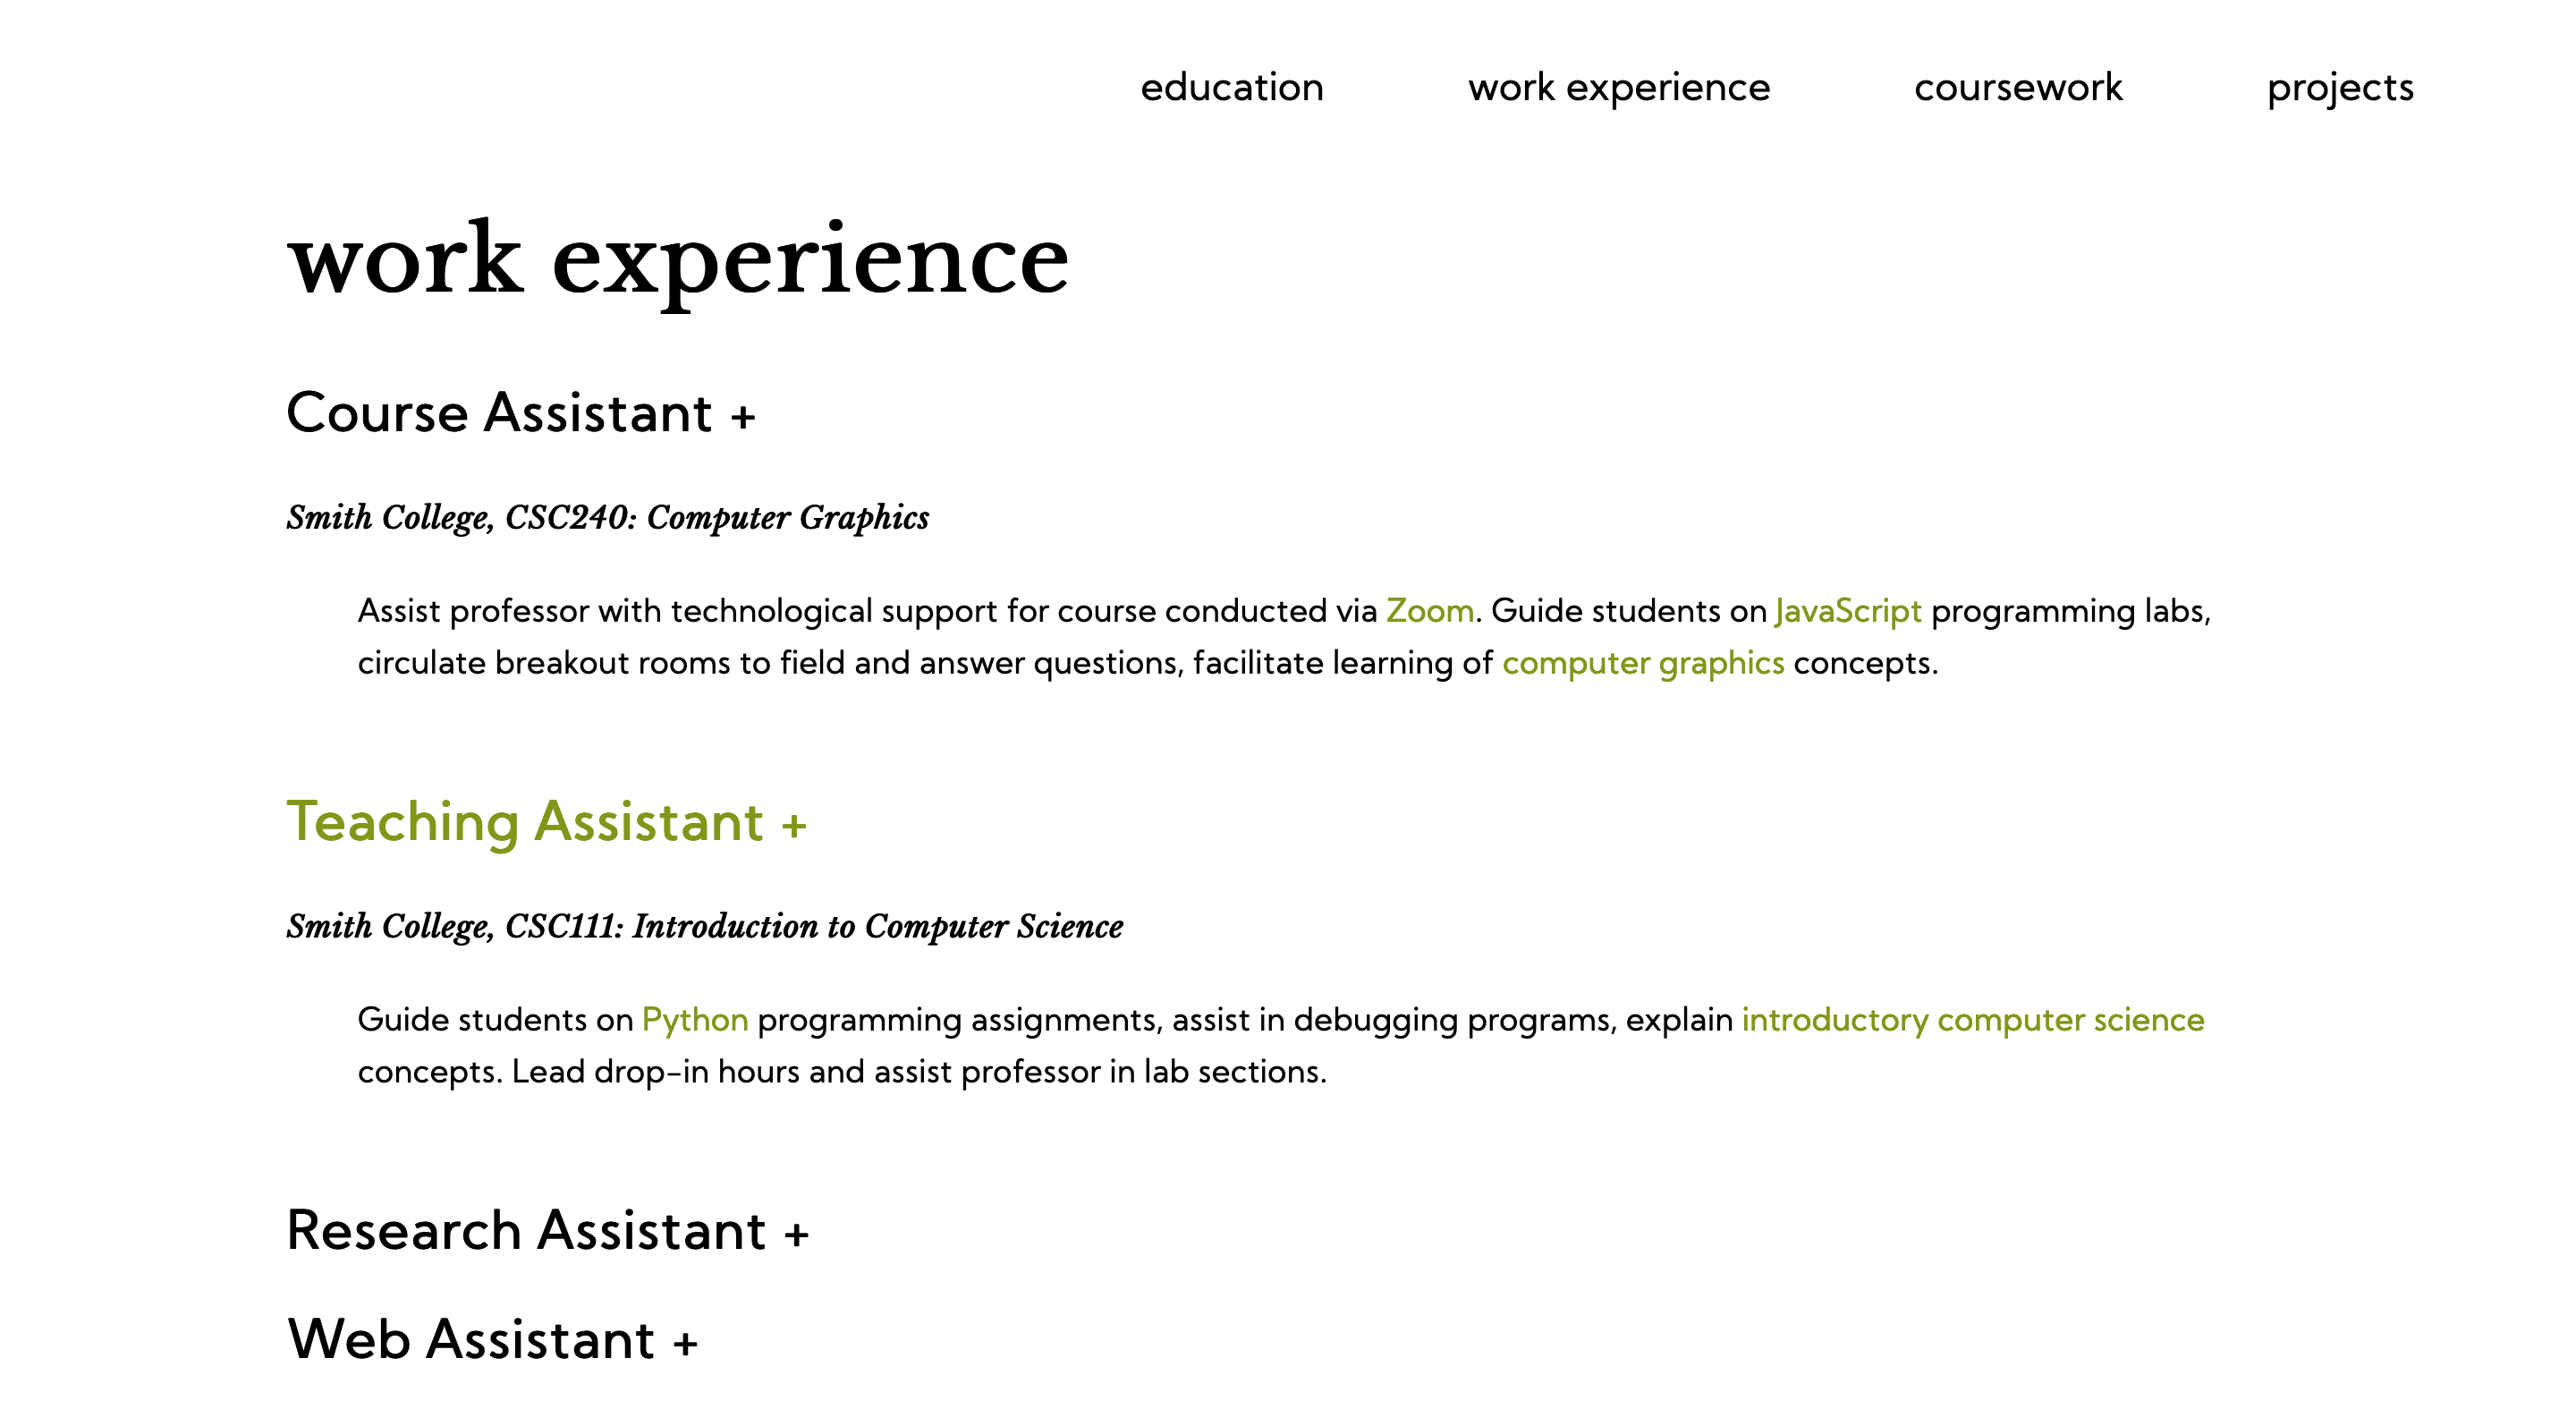 education work experience coursework projects
work experience
Course Assistant +
Smith College, CSC240: Computer Graphics
Assist professor with technological support for course conducted via Zoom. Guide students on JavaScript programming labs,
circulate breakout rooms to field and answer questions, facilitate learning of computer graphics concepts.
Teaching Assistant +
Smith College, CSC111: Introduction to Computer Science
Guide students on Python programming assignments, assist in debugging programs, explain introductory computer science
concepts. Lead drop-in hours and assist professor in lab sections.
Research Assistant +
Web Assistant +